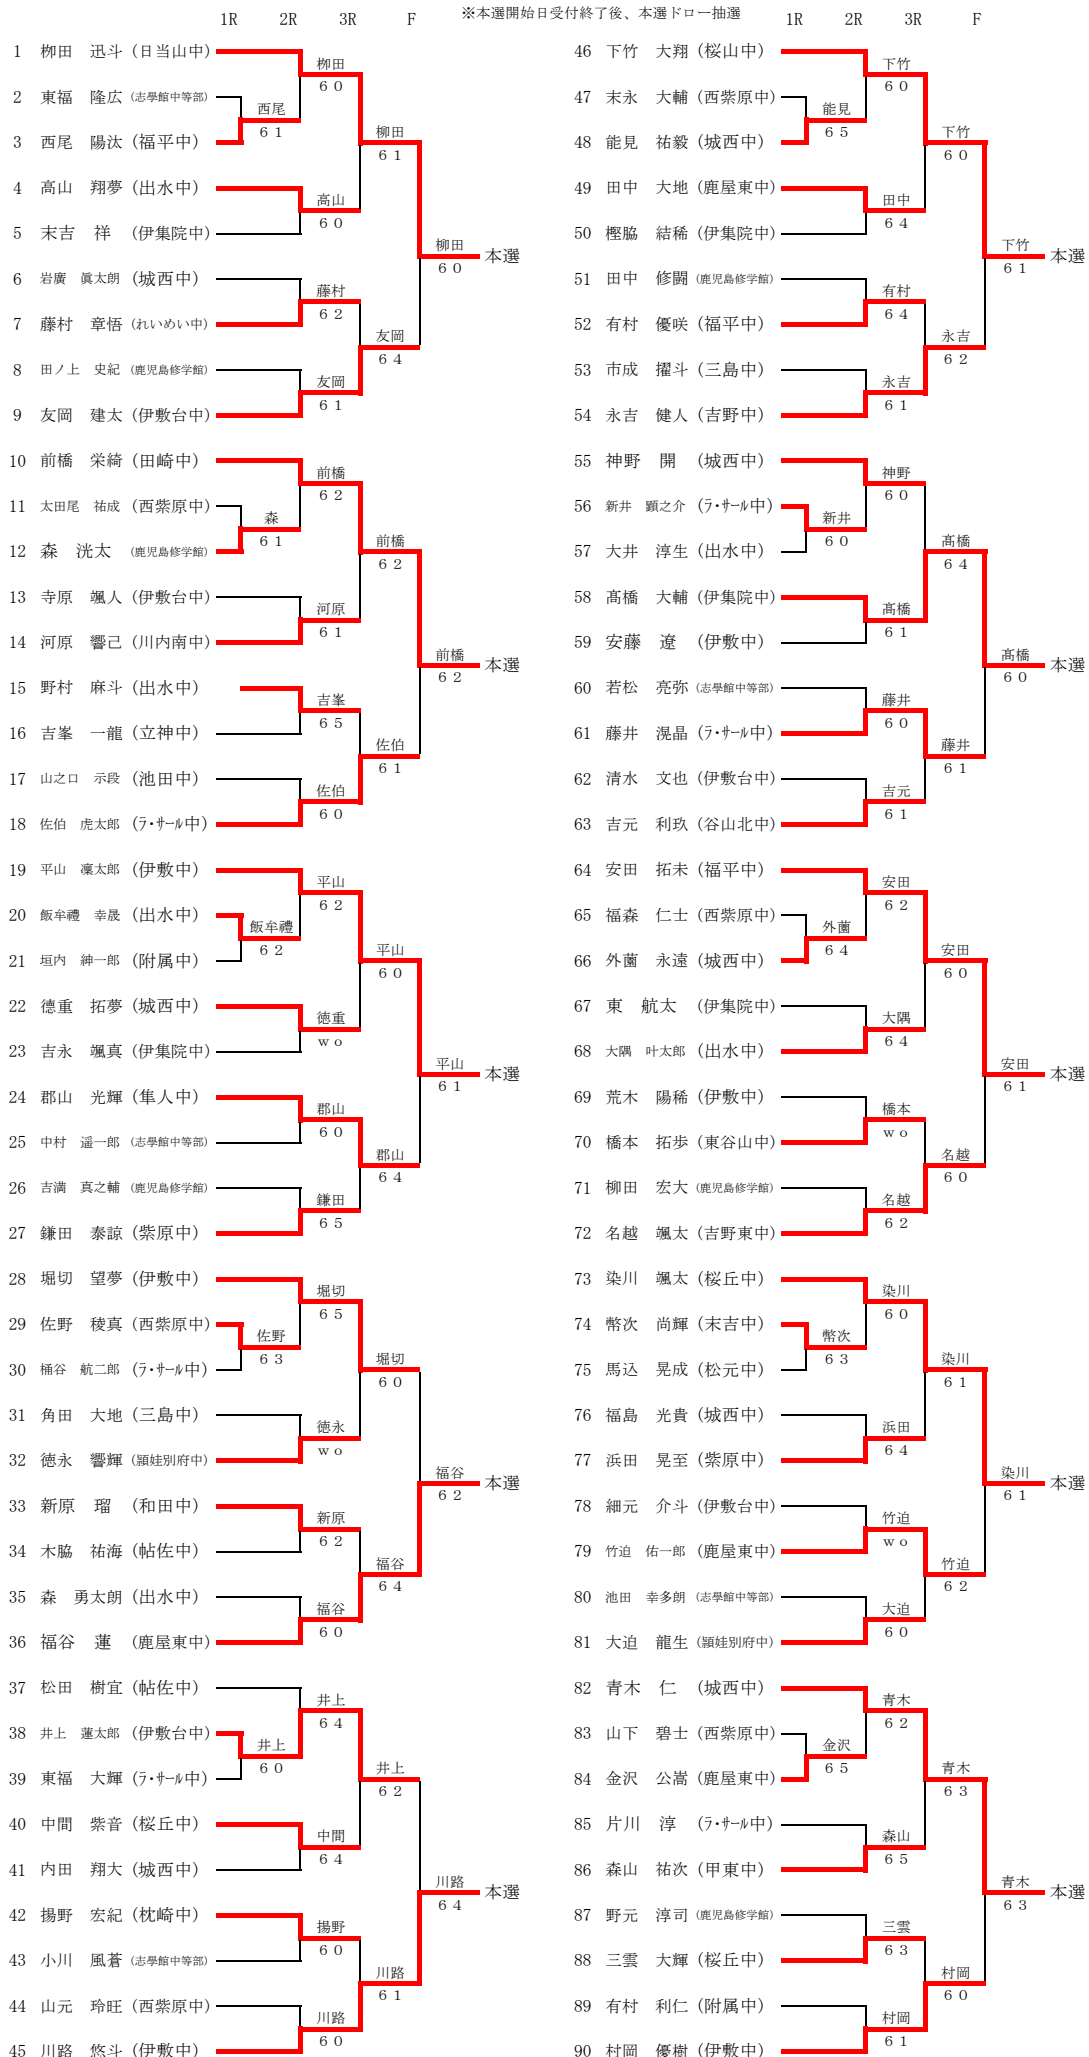 ※本選開始日受付終了後、本選ドロー抽選
1R 2R 3R F
1 柳田 迅斗 (日当山中)
2 東福 隆広 (志學館中等部)
3 西尾 陽汰 (福平中)
4 高山 翔夢 (出水中)
5 末吉 祥 (伊集院中)
6 岩廣 眞太朗 (城西中)
7 藤村 章悟 (れいめい中)
8 田ノ上 史紀 (鹿児島修学館)
9 友岡 建太 (伊敷台中)
西尾
6 1
柳田
6 0
高山
6 0
藤村
6 2
友岡
6 1
柳田
6 1
友岡
6 4
柳田
6 0
本選
10 前橋 栄綺 (田崎中)
11 太田尾 祐成 (西紫原中)
12 森 洸太 (鹿児島修学館)
13 寺原 颯人 (伊敷台中)
14 河原 響己 (川内南中)
15 野村 麻斗 (出水中)
16 吉峯 一龍 (立神中)
17 山之口 示段 (池田中)
18 佐伯 虎太郎 (ラ・サール中)
森
6 1
前橋
6 2
河原
6 1
吉峯
6 5
佐伯
6 0
前橋
6 2
佐伯
6 1
前橋
6 2
本選
19 平山 凜太郎 (伊敷中)
20 飯牟禮 幸晟 (出水中)
21 垣内 紳一郎 (附属中)
22 德重 拓夢 (城西中)
23 吉永 颯真 (伊集院中)
24 郡山 光輝 (隼人中)
25 中村 遥一郎 (志學館中等部)
26 吉満 真之輔 (鹿児島修学館)
27 鎌田 泰諒 (紫原中)
飯牟禮
6 2
平山
6 2
徳重
w o
郡山
6 0
鎌田
6 5
平山
6 0
郡山
6 4
平山
6 1
本選
28 堀切 望夢 (伊敷中)
29 佐野 稜真 (西紫原中)
30 桶谷 航二郎 (ラ・サール中)
31 角田 大地 (三島中)
32 徳永 響輝 (頴娃別府中)
33 新原 瑠 (和田中)
34 木脇 祐海 (帖佐中)
35 森 勇太朗 (出水中)
36 福谷 蓮 (鹿屋東中)
佐野
6 3
堀切
6 5
徳永
w o
新原
6 2
福谷
6 0
堀切
6 0
福谷
6 4
福谷
6 2
本選
37 松田 樹宜 (帖佐中)
38 井上 蓮太郎 (伊敷台中)
39 東福 大輝 (ラ・サール中)
40 中間 紫音 (桜丘中)
41 内田 翔大 (城西中)
42 揚野 宏紀 (枕崎中)
43 小川 風蒼 (志學館中等部)
44 山元 玲旺 (西紫原中)
45 川路 悠斗 (伊敷中)
井上
6 0
井上
6 4
中間
6 4
揚野
6 0
川路
6 0
井上
6 2
川路
6 1
川路
6 4
本選
1R 2R 3R F
46 下竹 大翔 (桜山中)
47 末永 大輔 (西紫原中)
48 能見 祐毅 (城西中)
49 田中 大地 (鹿屋東中)
50 樫脇 結稀 (伊集院中)
51 田中 修闘 (鹿児島修学館)
52 有村 優咲 (福平中)
53 市成 擢斗 (三島中)
54 永吉 健人 (吉野中)
能見
6 5
下竹
6 0
田中
6 4
有村
6 4
永吉
6 1
下竹
6 0
永吉
6 2
下竹
6 1
本選
55 神野 開 (城西中)
56 新井 顕之介 (ラ・サール中)
57 大井 淳生 (出水中)
58 髙橋 大輔 (伊集院中)
59 安藤 遼 (伊敷中)
60 若松 亮弥 (志學館中等部)
61 藤井 滉晶 (ラ・サール中)
62 清水 文也 (伊敷台中)
63 吉元 利玖 (谷山北中)
新井
6 0
神野
6 0
髙橋
6 1
藤井
6 0
吉元
6 1
髙橋
6 4
藤井
6 1
髙橋
6 0
本選
64 安田 拓未 (福平中)
65 福森 仁士 (西紫原中)
66 外薗 永遠 (城西中)
67 東 航太 (伊集院中)
68 大隅 叶太郎 (出水中)
69 荒木 陽稀 (伊敷中)
70 橋本 拓歩 (東谷山中)
71 柳田 宏大 (鹿児島修学館)
72 名越 颯太 (吉野東中)
外薗
6 4
安田
6 2
大隅
6 4
橋本
w o
名越
6 2
安田
6 0
名越
6 0
安田
6 1
本選
73 染川 颯太 (桜丘中)
74 幣次 尚輝 (末吉中)
75 馬込 晃成 (松元中)
76 福島 光貴 (城西中)
77 浜田 晃至 (紫原中)
78 細元 介斗 (伊敷台中)
79 竹迫 佑一郎 (鹿屋東中)
80 池田 幸多朗 (志學館中等部)
81 大迫 龍生 (頴娃別府中)
幣次
6 3
染川
6 0
浜田
6 4
竹迫
w o
大迫
6 0
染川
6 1
竹迫
6 2
染川
6 1
本選
82 青木 仁 (城西中)
83 山下 碧士 (西紫原中)
84 金沢 公嵩 (鹿屋東中)
85 片川 淳 (ラ・サール中)
86 森山 祐次 (甲東中)
87 野元 淳司 (鹿児島修学館)
88 三雲 大輝 (桜丘中)
89 有村 利仁 (附属中)
90 村岡 優樹 (伊敷中)
金沢
6 5
青木
6 2
森山
6 5
三雲
6 3
村岡
6 1
青木
6 3
村岡
6 0
青木
6 3
本選